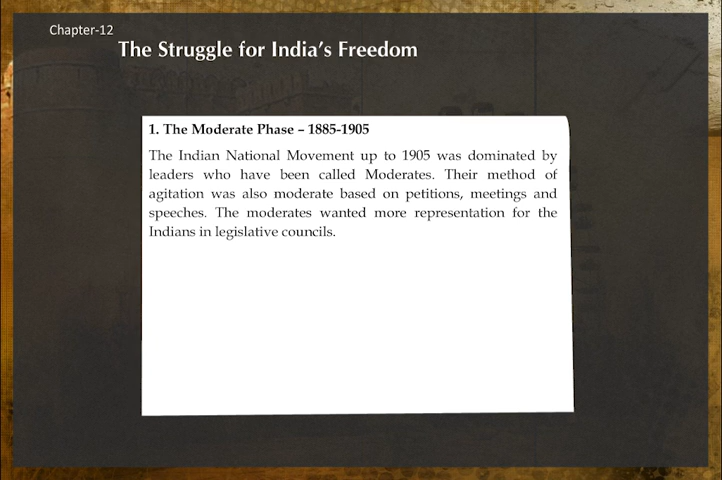 Chapter-12
The Struggle for India's Freedom
1. The Moderate Phase – 1885-1905
The Indian National Movement up to 1905 was dominated by
leaders who have been called Moderates. Their method of
agitation was also moderate based on petitions, meetings and
speeches. The moderates wanted more representation for the
Indians in legislative councils.